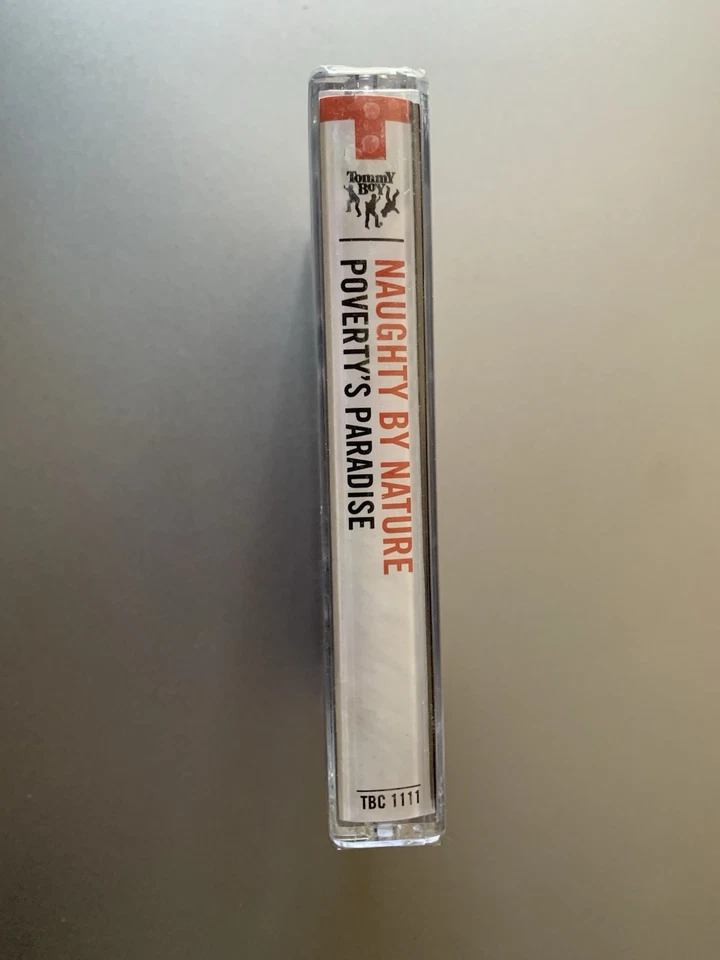 Tommy
Boy
NAUGHTY BY NATURE
POVERTY'S PARADISE
TBC 1111